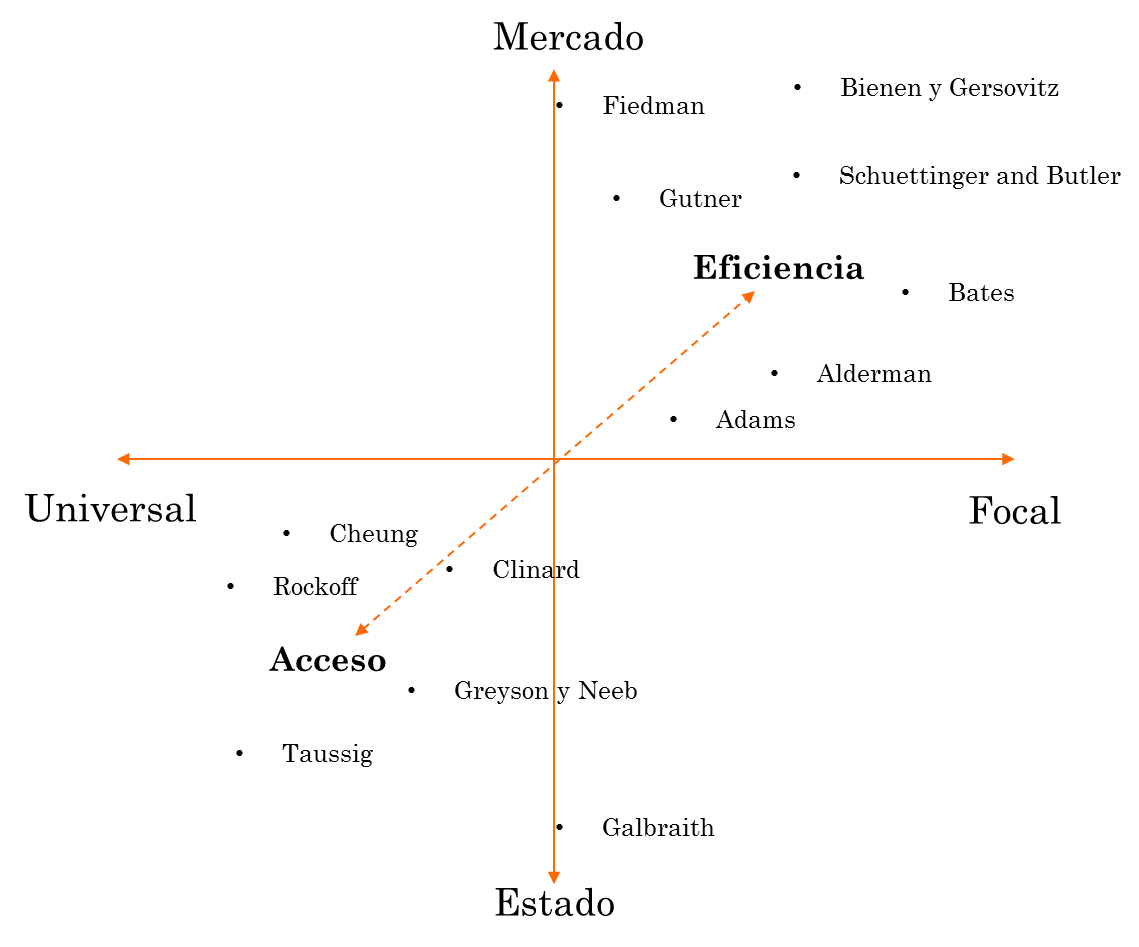 Mercado
• Bienen y Gersovitz
• Fiedman
• Schuettinger and Butler
• Gutner
Eficiencia
• Bates
• Alderman
• Adams
Universal
Focal
• Cheung
• Clinard
• Rockoff
Acceso
• Greyson y Neeb
• Taussig
• Galbraith
Estado